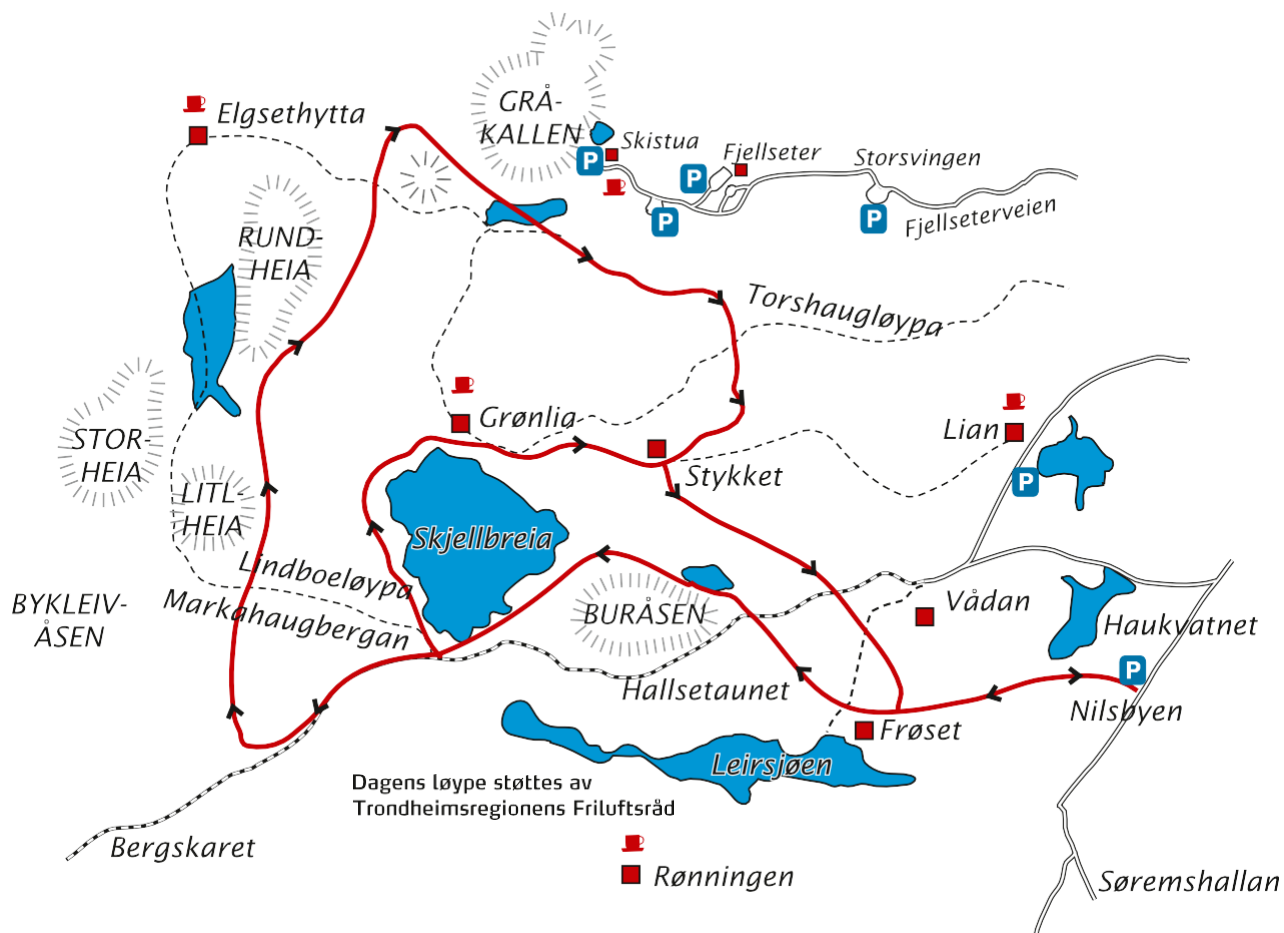 GRÅ-
KALLEN
Elgsethytta
Skistua
Fjellseter
Storsvingen
P
P
P
P
Fjellseterveien
RUND-
HEIA
Torshaugløypa
Grønlia
Lian
STOR-
HEIA
Stykket
P
LITL-
HEIA
Skjellbreia
Lindboeløypa
Markahaugbergan
BYKLEIV-
ÅSEN
BURÅSEN
Vådan
Haukvatnet
P
Hallsetaunet
Nilsbyen
Frøset
Leirsjøen
Dagens løype støttes av
Trondheimsregionens Friluftsråd
Bergskaret
Rønningen
Søremshallan